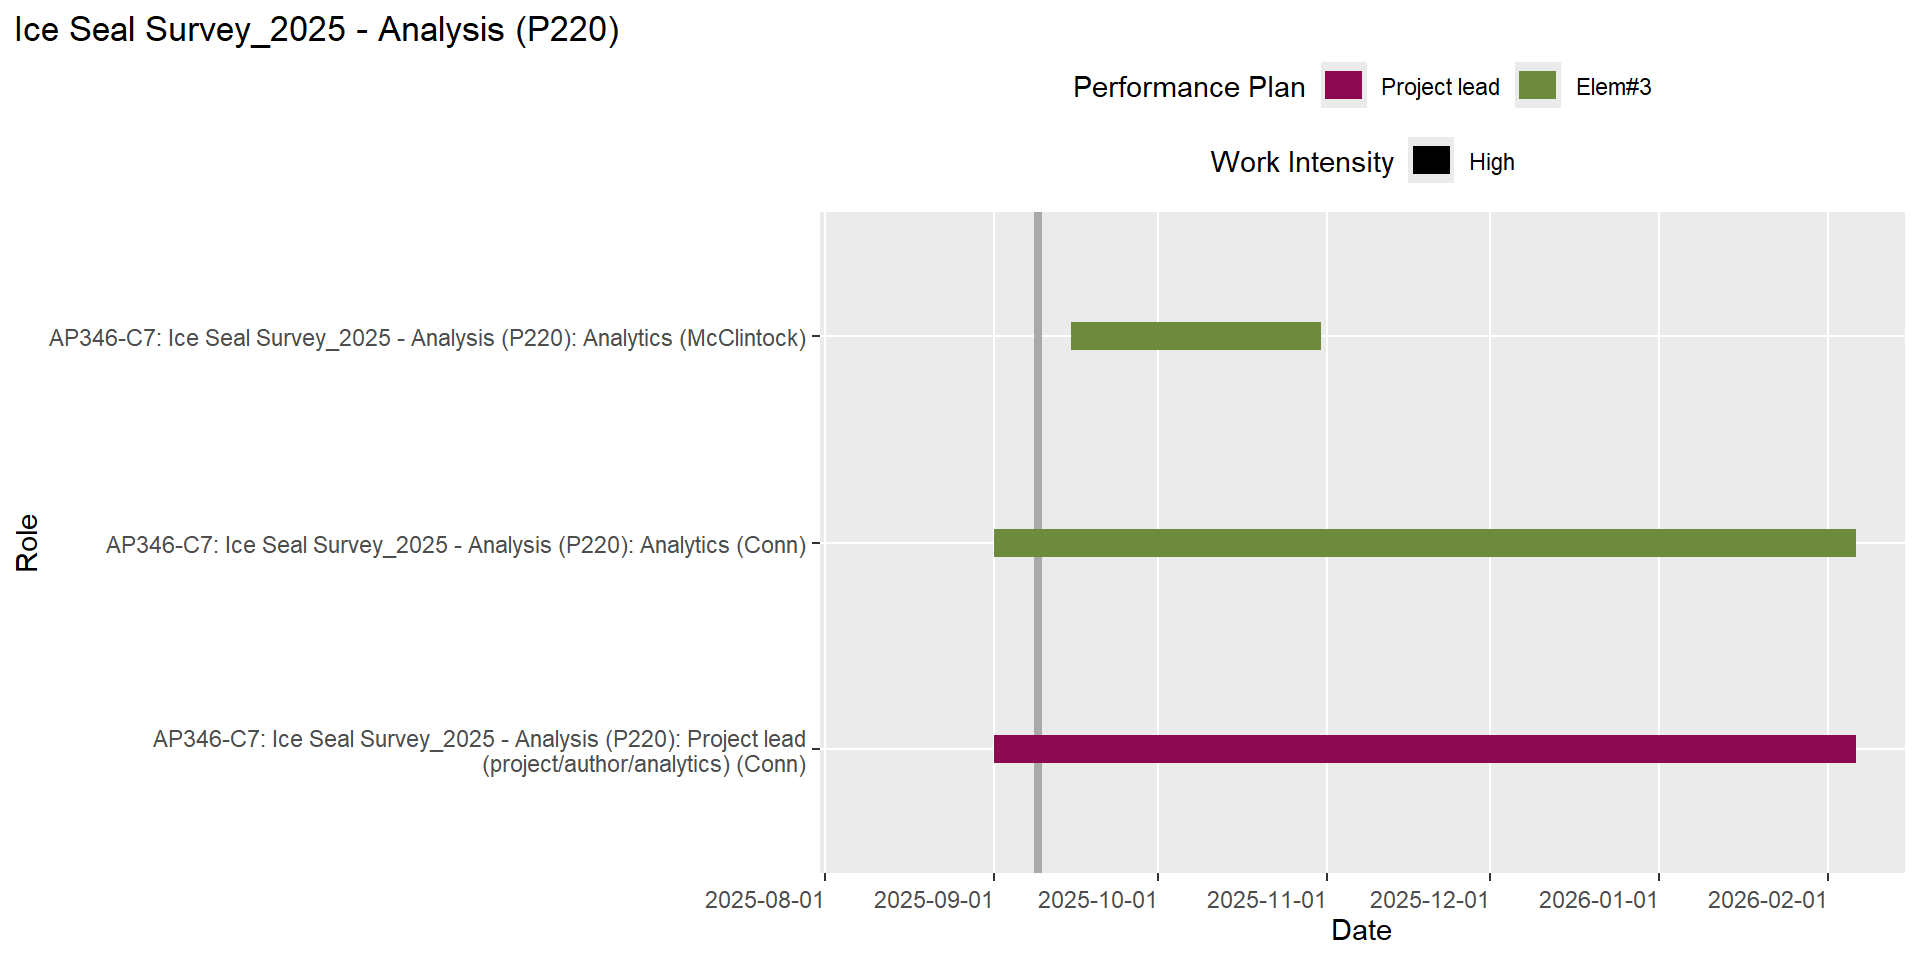 Ice Seal Survey_2025 - Analysis (P220)
Performance Plan Project lead Elem#3
Work Intensity High
AP346-C7: Ice Seal Survey_2025 - Analysis (P220): Analytics (McClintock)
AP346-C7: Ice Seal Survey_2025 - Analysis (P220): Analytics (Conn)
AP346-C7: Ice Seal Survey_2025 - Analysis (P220): Project lead
(project/author/analytics) (Conn)
Role
2025-08-01 2025-09-01 2025-10-01 2025-11-01 2025-12-01 2026-01-01 2026-02-01
Date